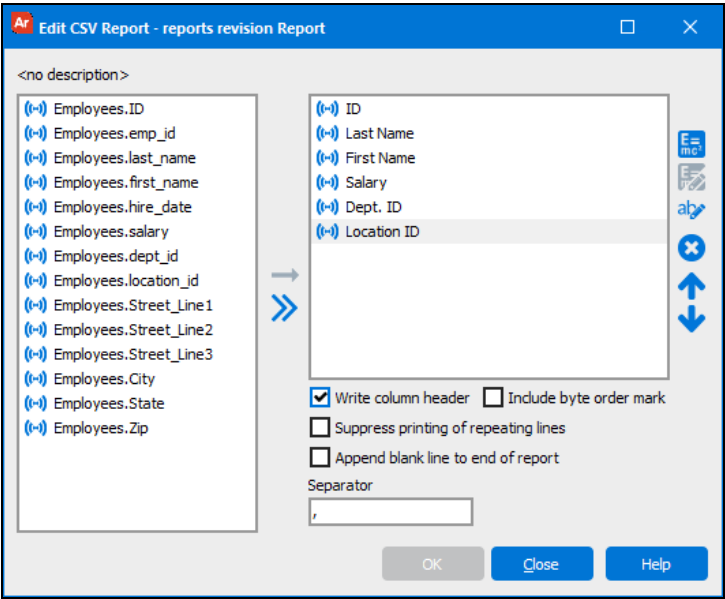 Ar Edit CSV Report - reports revision Report
<no description>
Employees.ID
Employees.emp_id
Employees.last_name
Employees.first_name
Employees.hire_date
Employees.salary
Employees.dept_id
Employees.location_id
Employees.Street_Line1
Employees.Street_Line2
Employees.Street_Line3
Employees.City
Employees.State
Employees.Zip
ID
Last Name
First Name
Salary
Dept. ID
Location ID
E=
mc²
ab
Write column header Include byte order mark
Suppress printing of repeating lines
Append blank line to end of report
Separator
,
OK Close Help